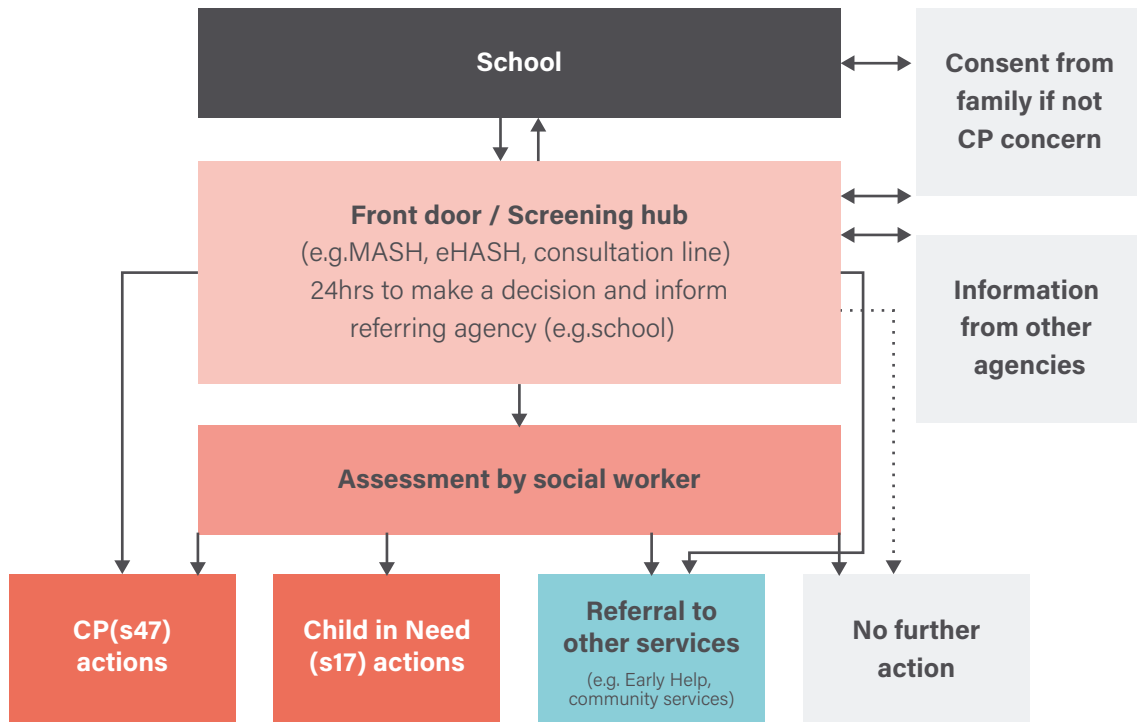 School
Consent from
family if not
CP concern
Front door / Screening hub
(e.g.MASH, eHASH, consultation line)
24hrs to make a decision and inform
referring agency (e.g.school)
Information
from other
agencies
Assessment by social worker
CP(s47)
actions
Child in Need
(s17) actions
Referral to
other services
(e.g. Early Help,
community services)
No further
action